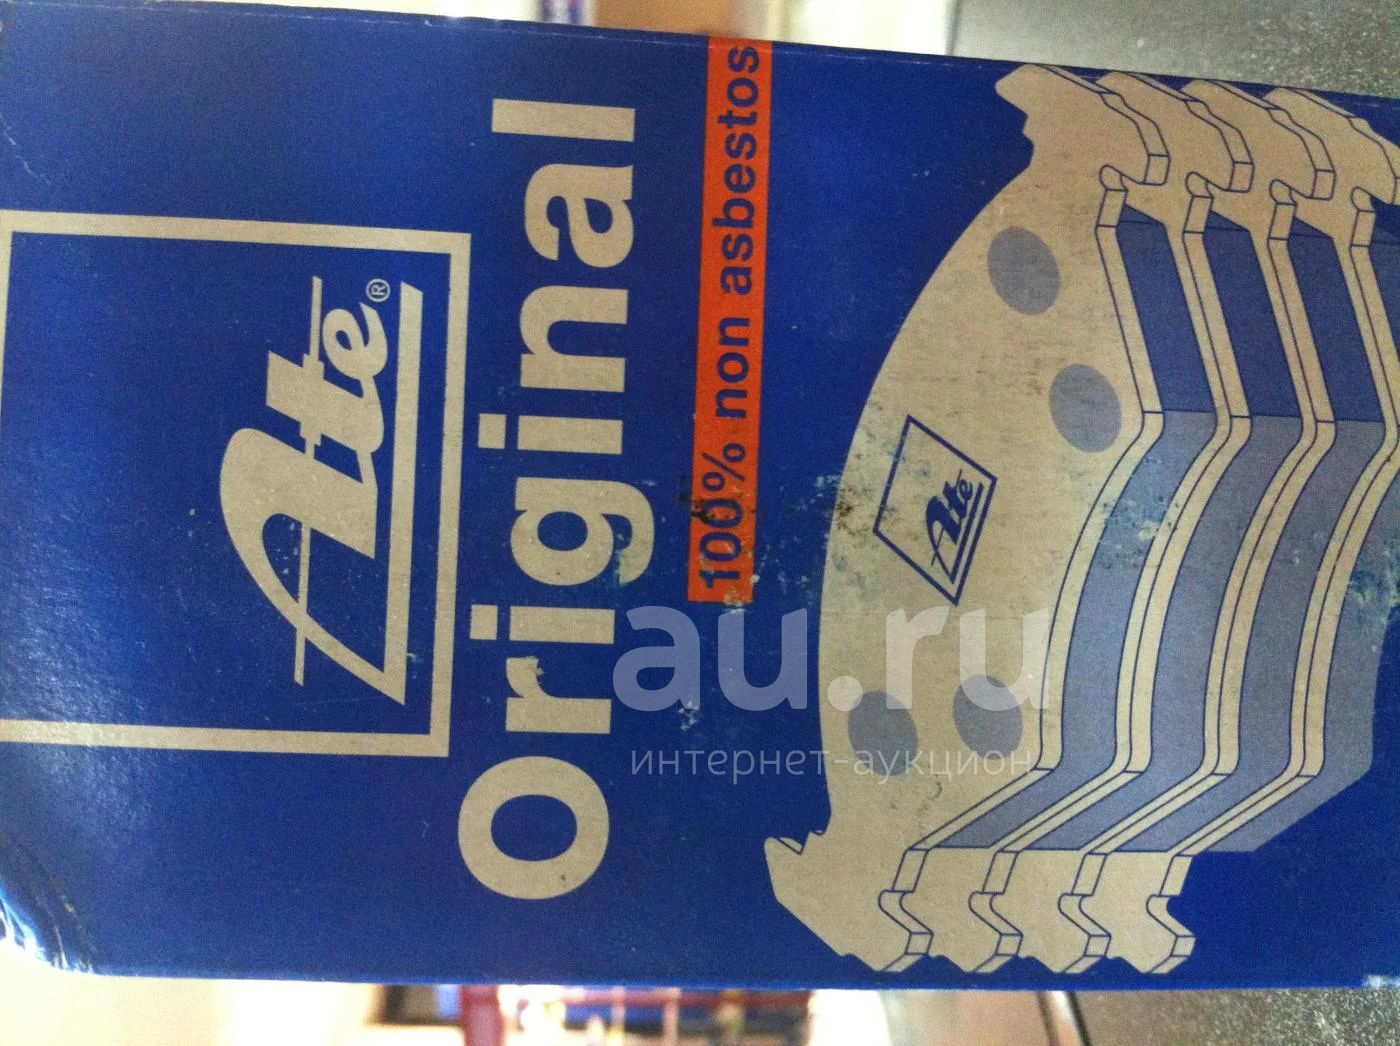 Ate®
Original
100% non asbestos
Ate
au.ru
интернет-аукцион